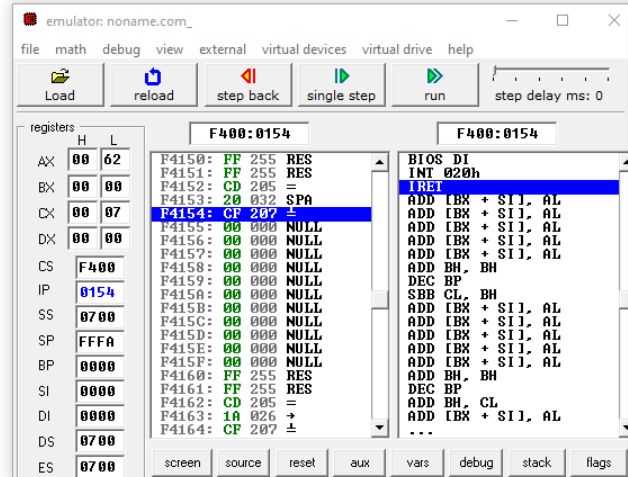 emulator: noname.com_
file math debug view external virtual devices virtual drive help
Load reload step back single step run step delay ms: 0
registers
H L
AX 00 62
BX 00 00
CX 00 07
DX 00 00
CS F400
IP 0154
SS 0700
SP FFFA
BP 0000
SI 0000
DI 0000
DS 0700
ES 0700
F400:0154
F4150: FF 255 RES
F4151: FF 255 RES
F4152: CD 205 =
F4153: 20 032 SPA
F4154: CF 207 ╧
F4155: 00 000 NULL
F4156: 00 000 NULL
F4157: 00 000 NULL
F4158: 00 000 NULL
F4159: 00 000 NULL
F415A: 00 000 NULL
F415B: 00 000 NULL
F415C: 00 000 NULL
F415D: 00 000 NULL
F415E: 00 000 NULL
F415F: 00 000 NULL
F4160: FF 255 RES
F4161: FF 255 RES
F4162: CD 205 =
F4163: 1A 026 →
F4164: CF 207 ╧
F400:0154
BIOS DI
INT 020h
IRET
ADD [BX + SI], AL
ADD [BX + SI], AL
ADD [BX + SI], AL
ADD [BX + SI], AL
ADD [BX + SI], AL
ADD BH, BH
DEC BP
SBB CL, BH
ADD [BX + SI], AL
ADD [BX + SI], AL
ADD [BX + SI], AL
ADD [BX + SI], AL
ADD [BX + SI], AL
ADD BH, BH
DEC BP
ADD BH, CL
ADD [BX + SI], AL
...
screen source reset aux vars debug stack flags